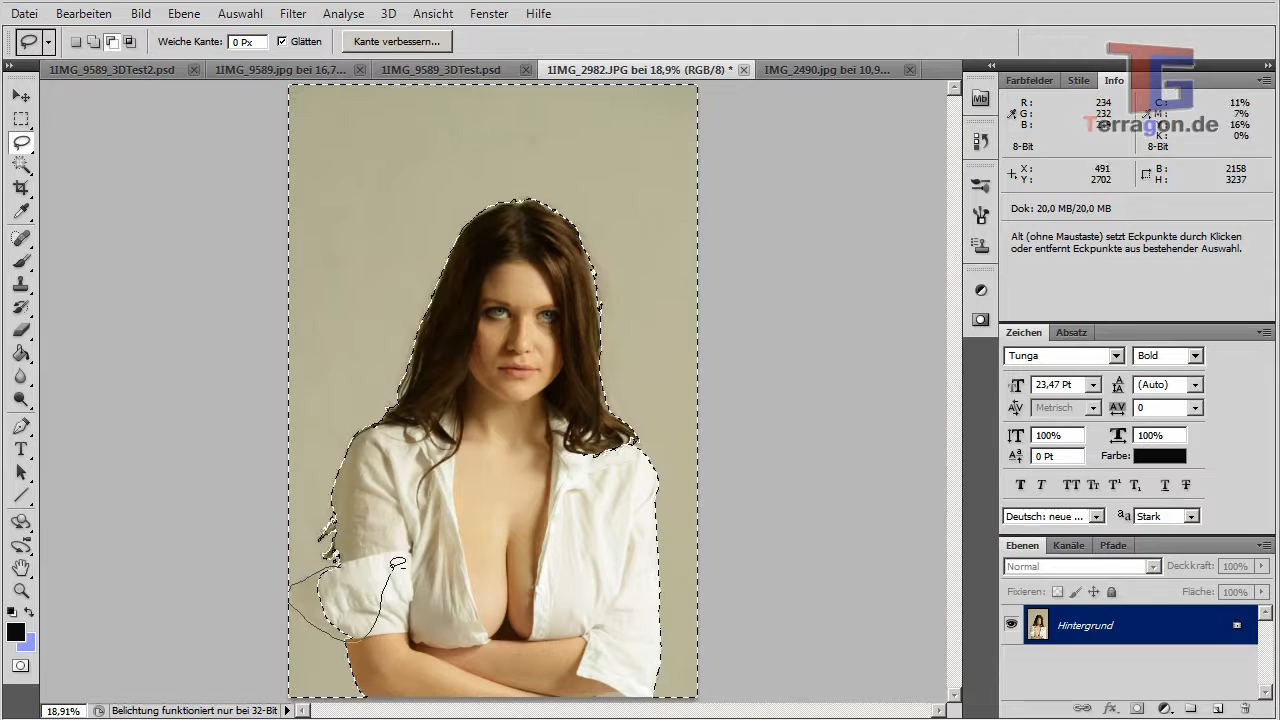 Datei Bearbeiten Bild Ebene Auswahl Filter Analyse 3D Ansicht Fenster Hilfe
Weiche Kante: 0 Px Glätten Kante verbessern...
1IMG_9589_3DTest2.psd 1IMG_9589.jpg bei 16,7... 1IMG_9589_3DTest.psd 1IMG_2982.JPG bei 18,9% (RGB/8) * IMG_2490.jpg bei 10,9...
Farbfelder Stile Info
TG
Terragon.de
R: 234 C: 11%
G: 232 M: 7%
B: Y: 16%
K: 0%
8-Bit 8-Bit
X: 491 B: 2158
Y: 2702 H: 3237
Dok: 20,0 MB/20,0 MB
Alt (ohne Maustaste) setzt Eckpunkte durch Klicken
oder entfernt Eckpunkte aus bestehender Auswahl.
Zeichen Absatz
Tunga Bold
23,47 Pt (Auto)
Metrisch 0
100% 100%
0 Pt Farbe:
T T TT Tr T¹ T₁ T T
Deutsch: neue ... aa Stark
Ebenen Kanäle Pfade
Normal Deckkraft: 100%
Fixieren: Fläche: 100%
Hintergrund
18,91% Belichtung funktioniert nur bei 32-Bit